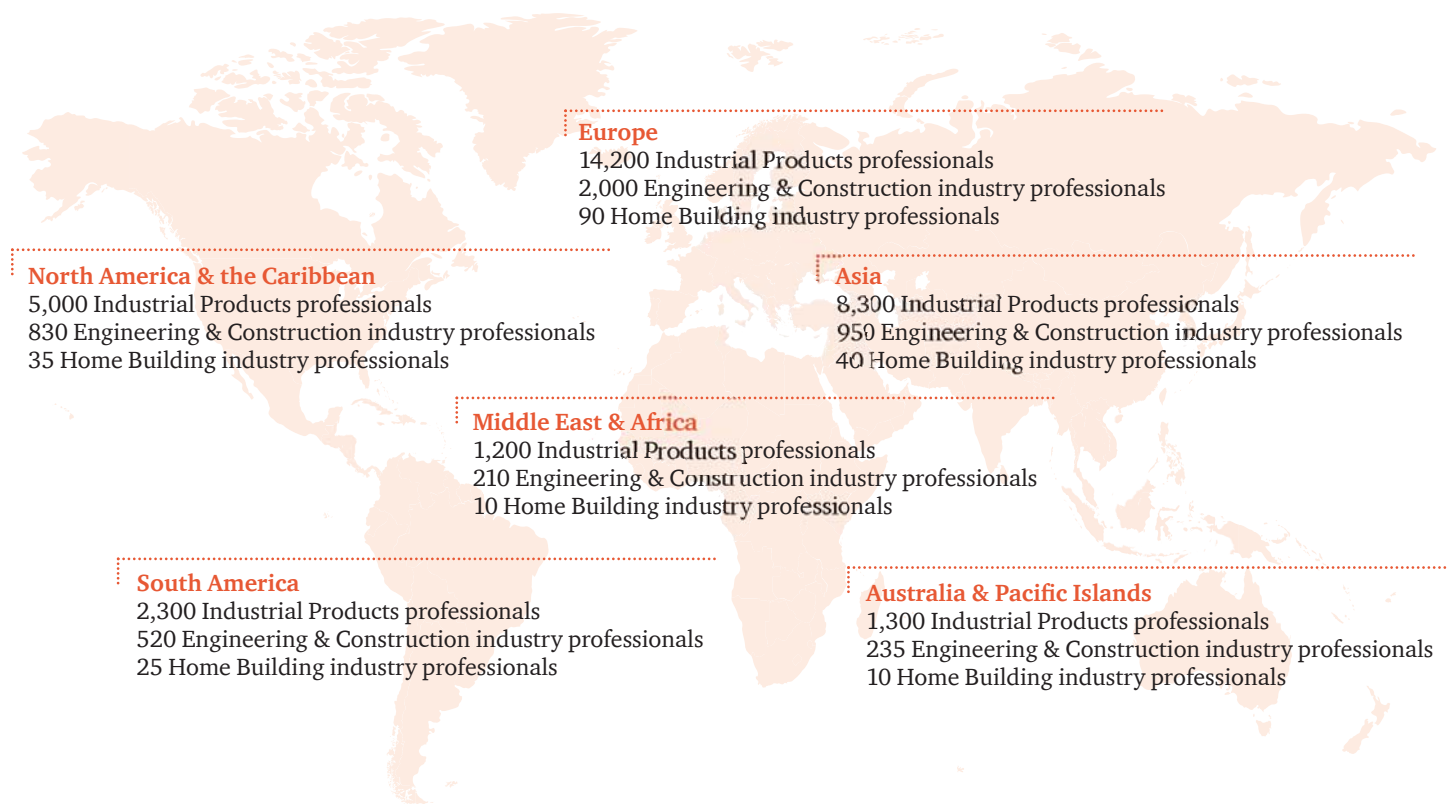 Europe
14,200 Industrial Products professionals
2,000 Engineering & Construction industry professionals
90 Home Building industry professionals
North America & the Caribbean
5,000 Industrial Products professionals
830 Engineering & Construction industry professionals
35 Home Building industry professionals
Asia
8,300 Industrial Products professionals
950 Engineering & Construction industry professionals
40 Home Building industry professionals
Middle East & Africa
1,200 Industrial Products professionals
210 Engineering & Construction industry professionals
10 Home Building industry professionals
South America
2,300 Industrial Products professionals
520 Engineering & Construction industry professionals
25 Home Building industry professionals
Australia & Pacific Islands
1,300 Industrial Products professionals
235 Engineering & Construction industry professionals
10 Home Building industry professionals